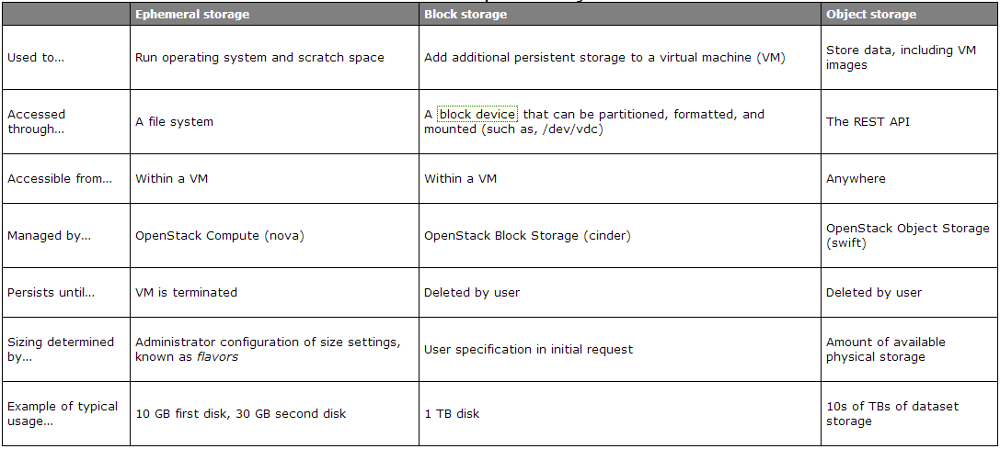 Ephemeral storage Block storage Object storage
Used to... Run operating system and scratch space Add additional persistent storage to a virtual machine (VM) Store data, including VM
images
Accessed
through... A file system A block device that can be partitioned, formatted, and
mounted (such as, /dev/vdc) The REST API
Accessible from... Within a VM Within a VM Anywhere
Managed by... OpenStack Compute (nova) OpenStack Block Storage (cinder) OpenStack Object Storage
(swift)
Persists until... VM is terminated Deleted by user Deleted by user
Sizing determined
by... Administrator configuration of size settings,
known as flavors User specification in initial request Amount of available
physical storage
Example of typical
usage... 10 GB first disk, 30 GB second disk 1 TB disk 10s of TBs of dataset
storage